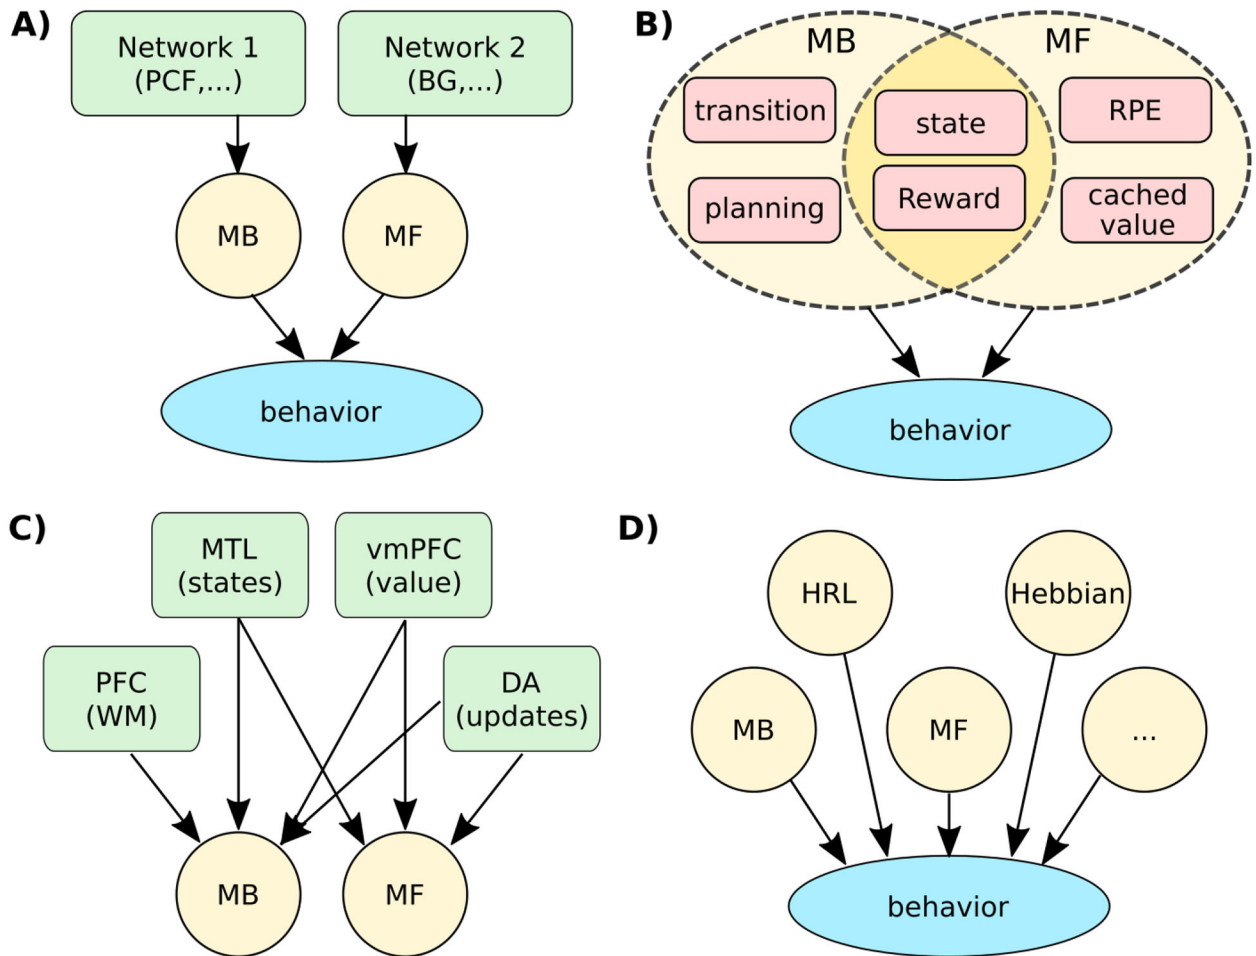 A)
Network 1
(PCF,...)
Network 2
(BG,...)
MB
MF
behavior
B)
MB
MF
transition
state
RPE
planning
Reward
cached
value
behavior
C)
MTL
(states)
vmPFC
(value)
PFC
(WM)
DA
(updates)
MB
MF
D)
HRL
Hebbian
MB
MF
...
behavior